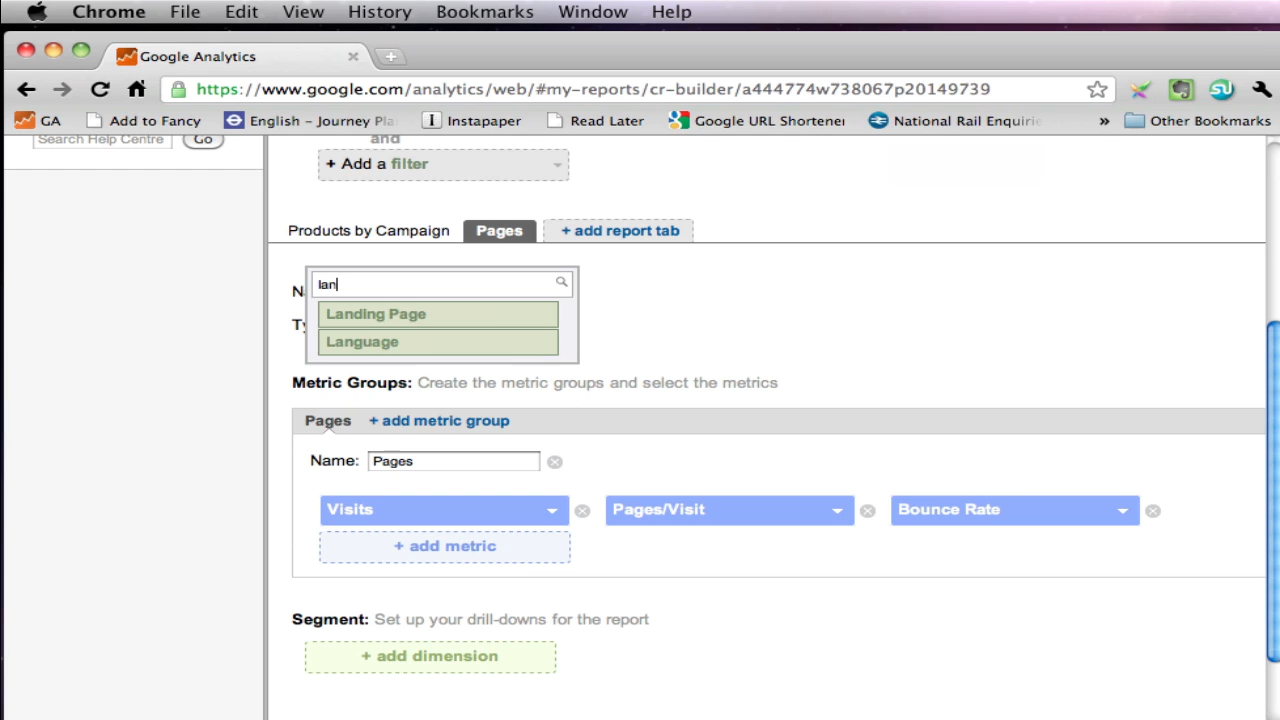 Chrome File Edit View History Bookmarks Window Help
Google Analytics
https://www.google.com/analytics/web/#my-reports/cr-builder/a444774w738067p20149739
GA Add to Fancy English - Journey Pla Instapaper Read Later Google URL Shortener National Rail Enquirie » Other Bookmarks
Search Help Centre Go
and
+ Add a filter
Products by Campaign Pages + add report tab
lan
Landing Page
Language
Metric Groups: Create the metric groups and select the metrics
Pages + add metric group
Name: Pages
Visits Pages/Visit Bounce Rate
+ add metric
Segment: Set up your drill-downs for the report
+ add dimension